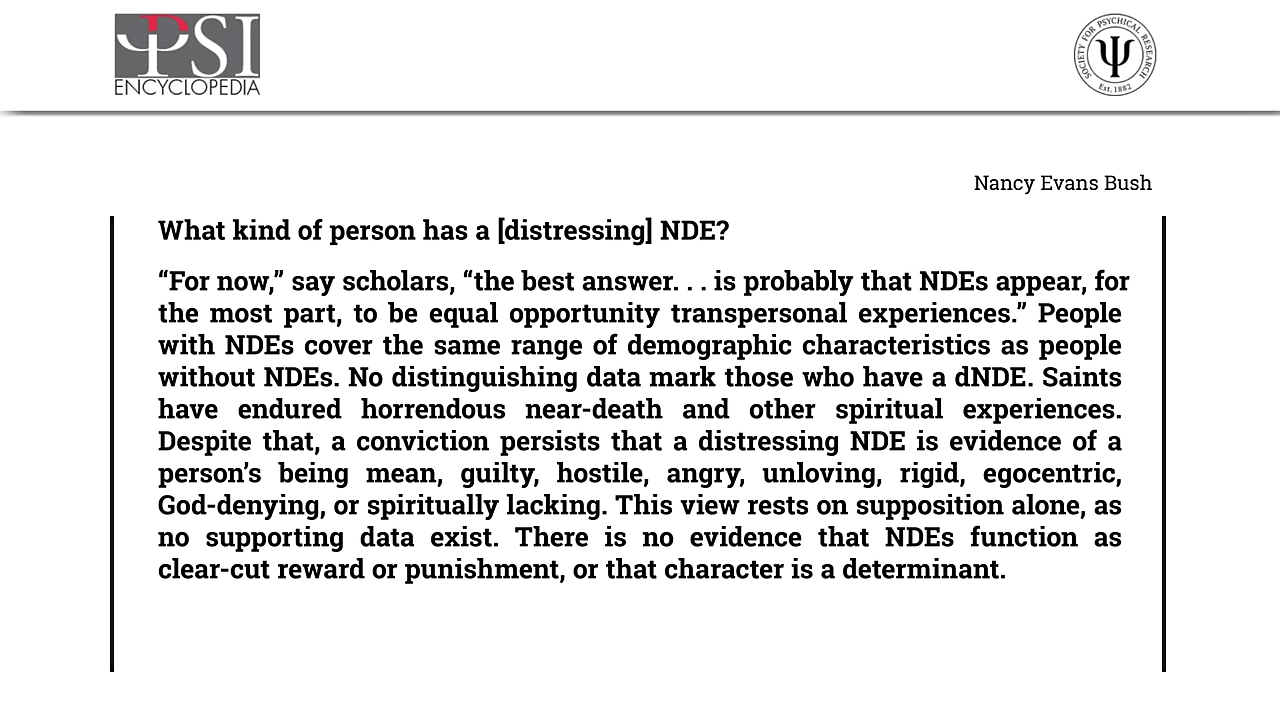 PSI
ENCYCLOPEDIA
SOCIETY FOR PSYCHICAL RESEARCH
Ψ
Est. 1882
Nancy Evans Bush
What kind of person has a [distressing] NDE?
“For now,” say scholars, “the best answer. . . is probably that NDEs appear, for
the most part, to be equal opportunity transpersonal experiences.” People
with NDEs cover the same range of demographic characteristics as people
without NDEs. No distinguishing data mark those who have a dNDE. Saints
have endured horrendous near-death and other spiritual experiences.
Despite that, a conviction persists that a distressing NDE is evidence of a
person’s being mean, guilty, hostile, angry, unloving, rigid, egocentric,
God-denying, or spiritually lacking. This view rests on supposition alone, as
no supporting data exist. There is no evidence that NDEs function as
clear-cut reward or punishment, or that character is a determinant.